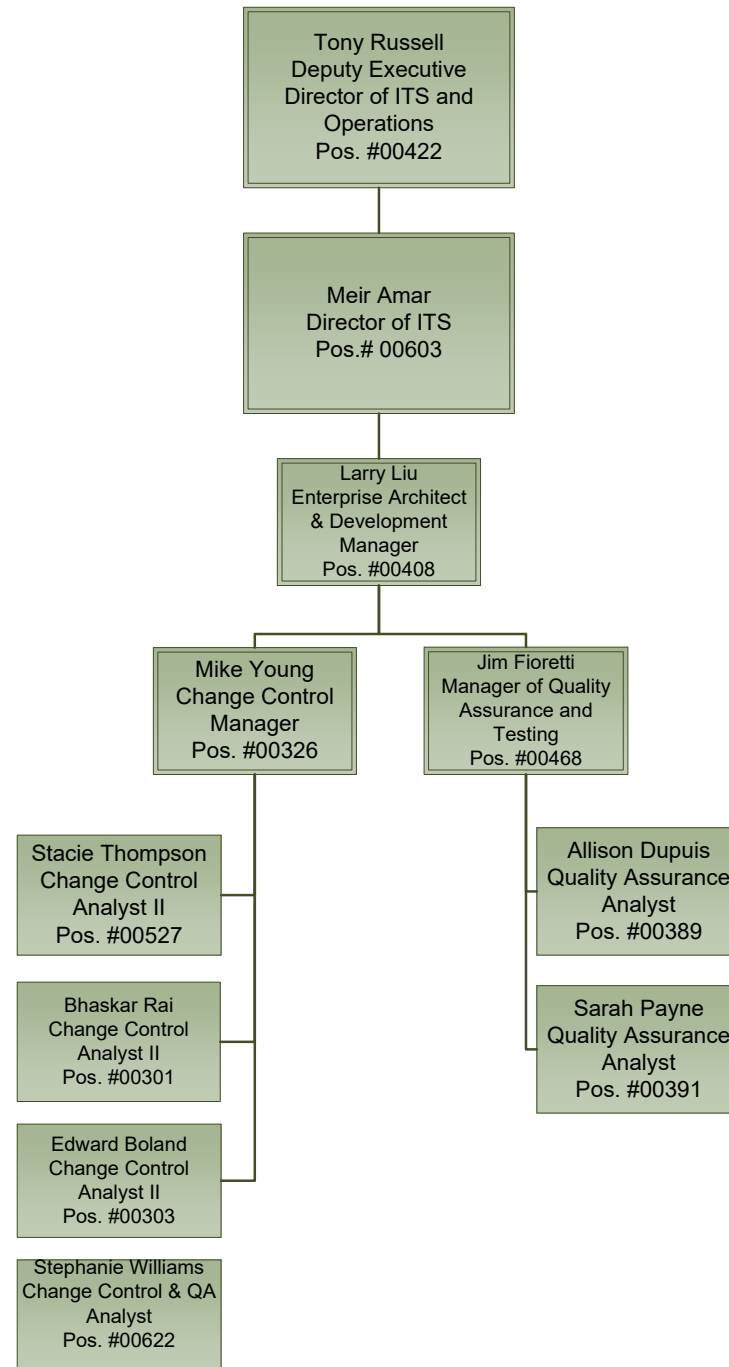 Tony Russell
Deputy Executive
Director of ITS and
Operations
Pos. #00422
Meir Amar
Director of ITS
Pos.# 00603
Larry Liu
Enterprise Architect
& Development
Manager
Pos. #00408
Mike Young
Change Control
Manager
Pos. #00326
Jim Fioretti
Manager of Quality
Assurance and
Testing
Pos. #00468
Stacie Thompson
Change Control
Analyst II
Pos. #00527
Bhaskar Rai
Change Control
Analyst II
Pos. #00301
Edward Boland
Change Control
Analyst II
Pos. #00303
Stephanie Williams
Change Control & QA
Analyst
Pos. #00622
Allison Dupuis
Quality Assurance
Analyst
Pos. #00389
Sarah Payne
Quality Assurance
Analyst
Pos. #00391